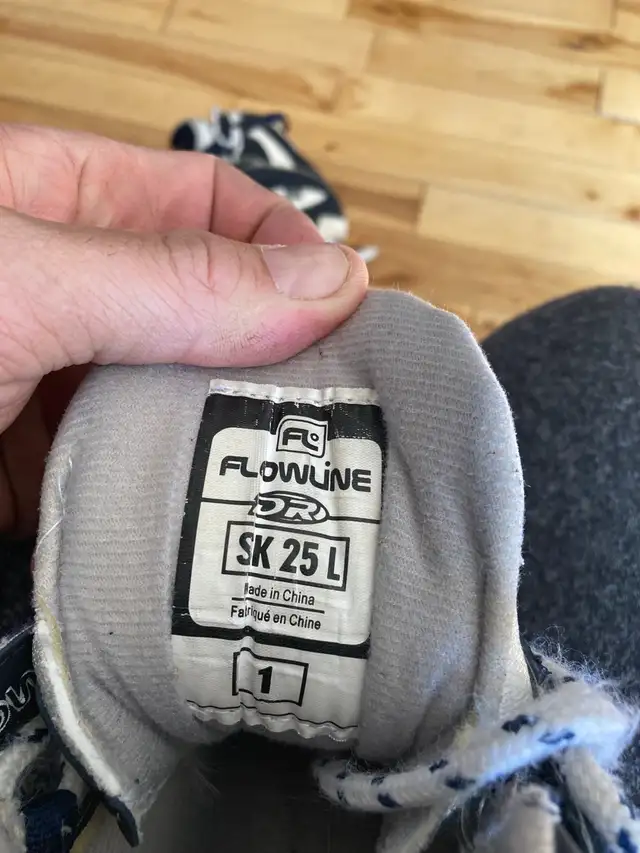 FL
FLOWLINE
DR
SK 25 L
Made in China
Fabriqué en Chine
1